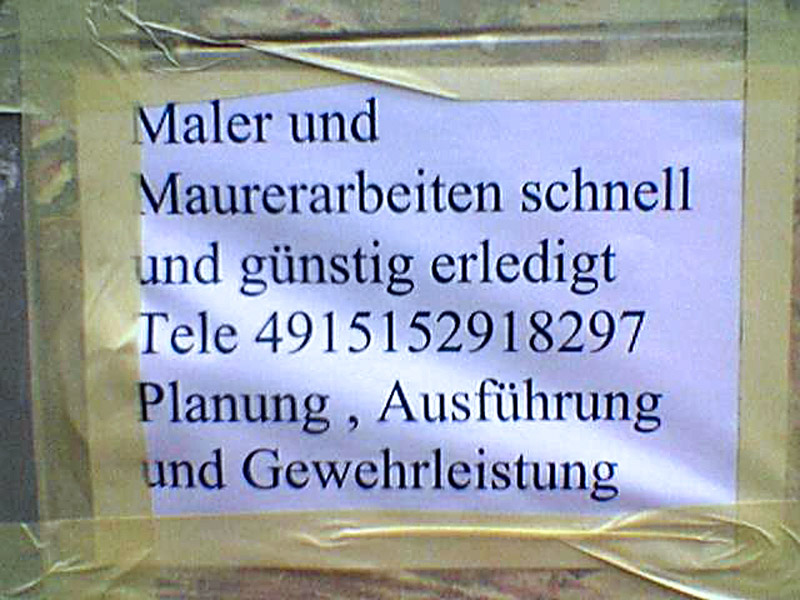 Maler und
Maurerarbeiten schnell
und günstig erledigt
Tele 4915152918297
Planung , Ausführung
und Gewehrleistung